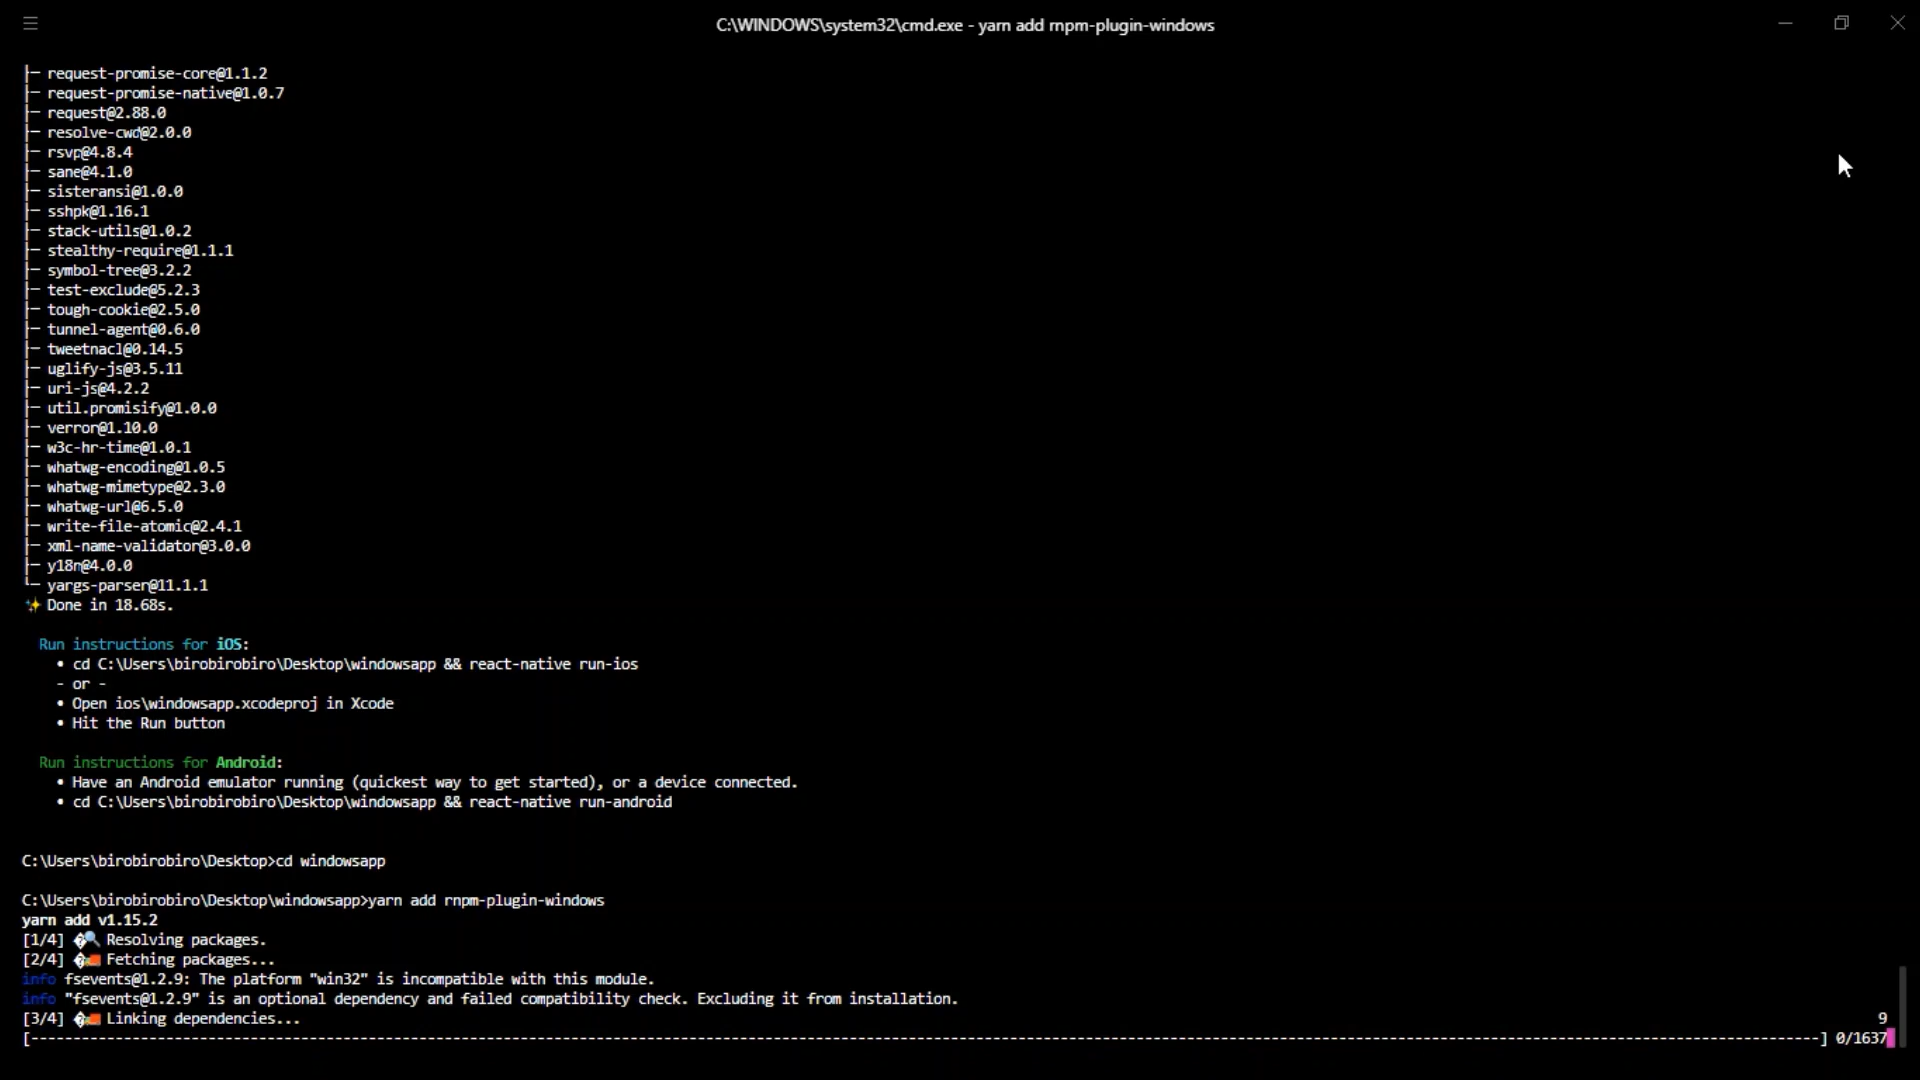 C:\WINDOWS\system32\cmd.exe - yarn add rnpm-plugin-windows
├─ request-promise-core@1.1.2
├─ request-promise-native@1.0.7
├─ request@2.88.0
├─ resolve-cwd@2.0.0
├─ rsvp@4.8.4
├─ sane@4.1.0
├─ sisteransi@1.0.0
├─ sshpk@1.16.1
├─ stack-utils@1.0.2
├─ stealthy-require@1.1.1
├─ symbol-tree@3.2.2
├─ test-exclude@5.2.3
├─ tough-cookie@2.5.0
├─ tunnel-agent@0.6.0
├─ tweetnacl@0.14.5
├─ uglify-js@3.5.11
├─ uri-js@4.2.2
├─ util.promisify@1.0.0
├─ verror@1.10.0
├─ w3c-hr-time@1.0.1
├─ whatwg-encoding@1.0.5
├─ whatwg-mimetype@2.3.0
├─ whatwg-url@6.5.0
├─ write-file-atomic@2.4.1
├─ xml-name-validator@3.0.0
├─ y18n@4.0.0
└─ yargs-parser@11.1.1
✨ Done in 18.68s.
Run instructions for iOS:
• cd C:\Users\birobirobiro\Desktop\windowsapp && react-native run-ios
- or -
• Open ios\windowsapp.xcodeproj in Xcode
• Hit the Run button
Run instructions for Android:
• Have an Android emulator running (quickest way to get started), or a device connected.
• cd C:\Users\birobirobiro\Desktop\windowsapp && react-native run-android
C:\Users\birobirobiro\Desktop>cd windowsapp
C:\Users\birobirobiro\Desktop\windowsapp>yarn add rnpm-plugin-windows
yarn add v1.15.2
[1/4] �🔍 Resolving packages.
[2/4] �🚚 Fetching packages...
info fsevents@1.2.9: The platform "win32" is incompatible with this module.
info "fsevents@1.2.9" is an optional dependency and failed compatibility check. Excluding it from installation.
[3/4] �🔗 Linking dependencies...
9
[----------------------------------------------------------------] 0/1637